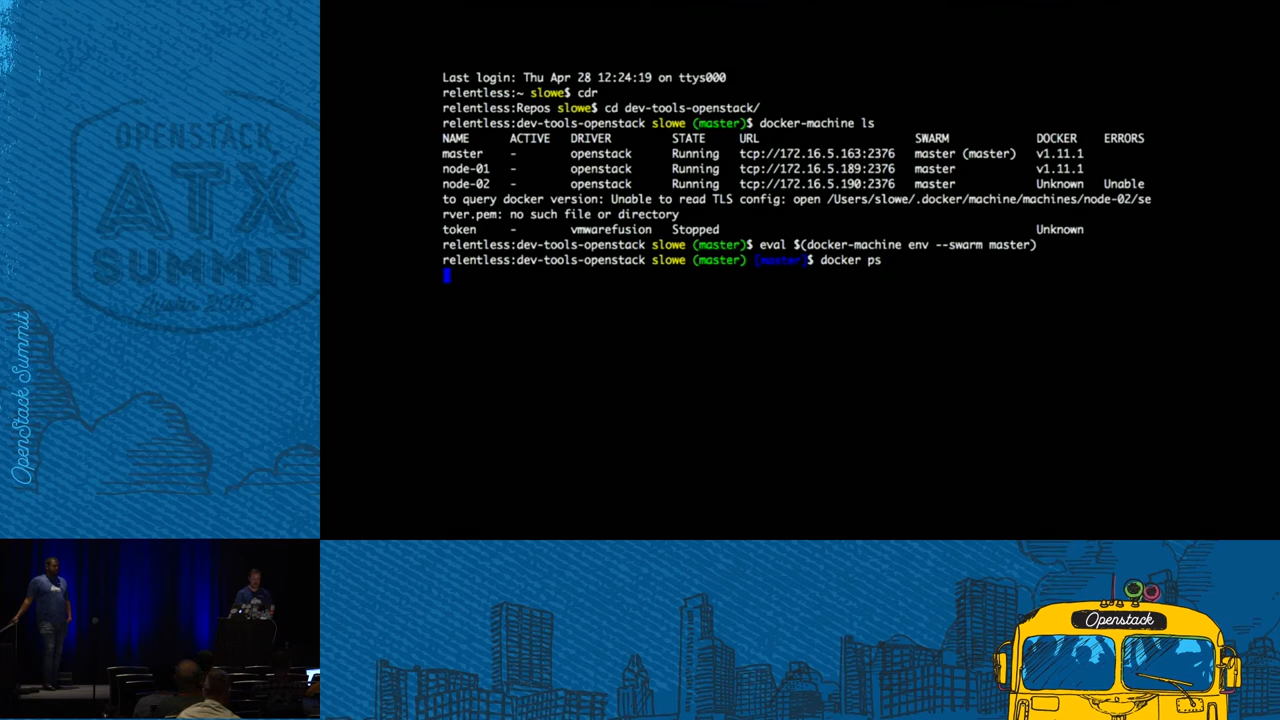 OPENSTACK
ATX
SUMMIT
Austin 2016
OpenStack Summit
Last login: Thu Apr 28 12:24:19 on ttys000
relentless:~ slowe$ cdr
relentless:Repos slowe$ cd dev-tools-openstack/
relentless:dev-tools-openstack slowe (master)$ docker-machine ls
NAME ACTIVE DRIVER STATE URL SWARM DOCKER ERRORS
master - openstack Running tcp://172.16.5.163:2376 master (master) v1.11.1
node-01 - openstack Running tcp://172.16.5.189:2376 master v1.11.1
node-02 - openstack Running tcp://172.16.5.190:2376 master Unknown Unable
to query docker version: Unable to read TLS config: open /Users/slowe/.docker/machine/machines/node-02/se
rver.pem: no such file or directory
token - vmwarefusion Stopped Unknown
relentless:dev-tools-openstack slowe (master)$ eval $(docker-machine env --swarm master)
relentless:dev-tools-openstack slowe (master) [master]$ docker ps
Openstack